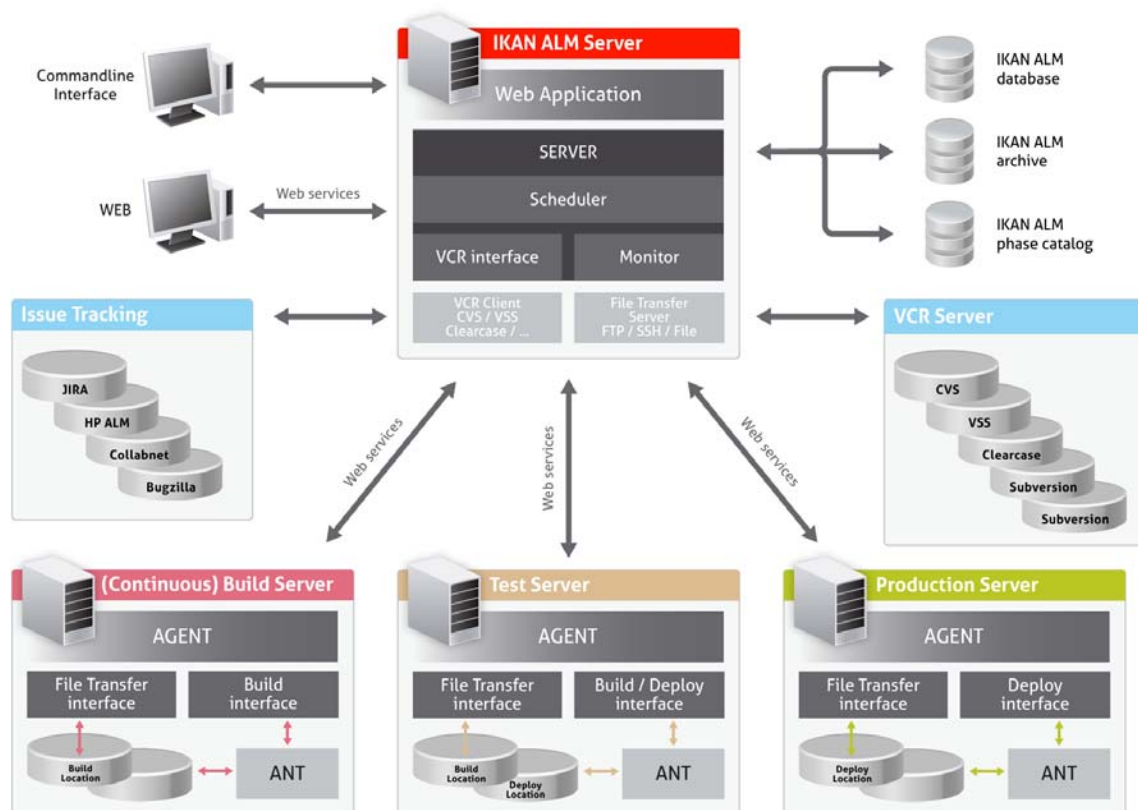 IKAN ALM Server
Web Application
SERVER
Scheduler
VCR interface
Monitor
VCR Client
CVS / VSS
Clearcase / ...
File Transfer
Server
FTP / SSH / File
Commandline
Interface
WEB
Web services
IKAN ALM
database
IKAN ALM
archive
IKAN ALM
phase catalog
Issue Tracking
JIRA
HP ALM
Collabnet
Bugzilla
VCR Server
CVS
VSS
Clearcase
Subversion
Subversion
Web services
Web services
Web services
(Continuous) Build Server
AGENT
File Transfer
interface
Build
interface
Build
Location
ANT
Test Server
AGENT
File Transfer
interface
Build / Deploy
interface
Build
Location
Deploy
Location
ANT
Production Server
AGENT
File Transfer
interface
Deploy
interface
Deploy
Location
ANT